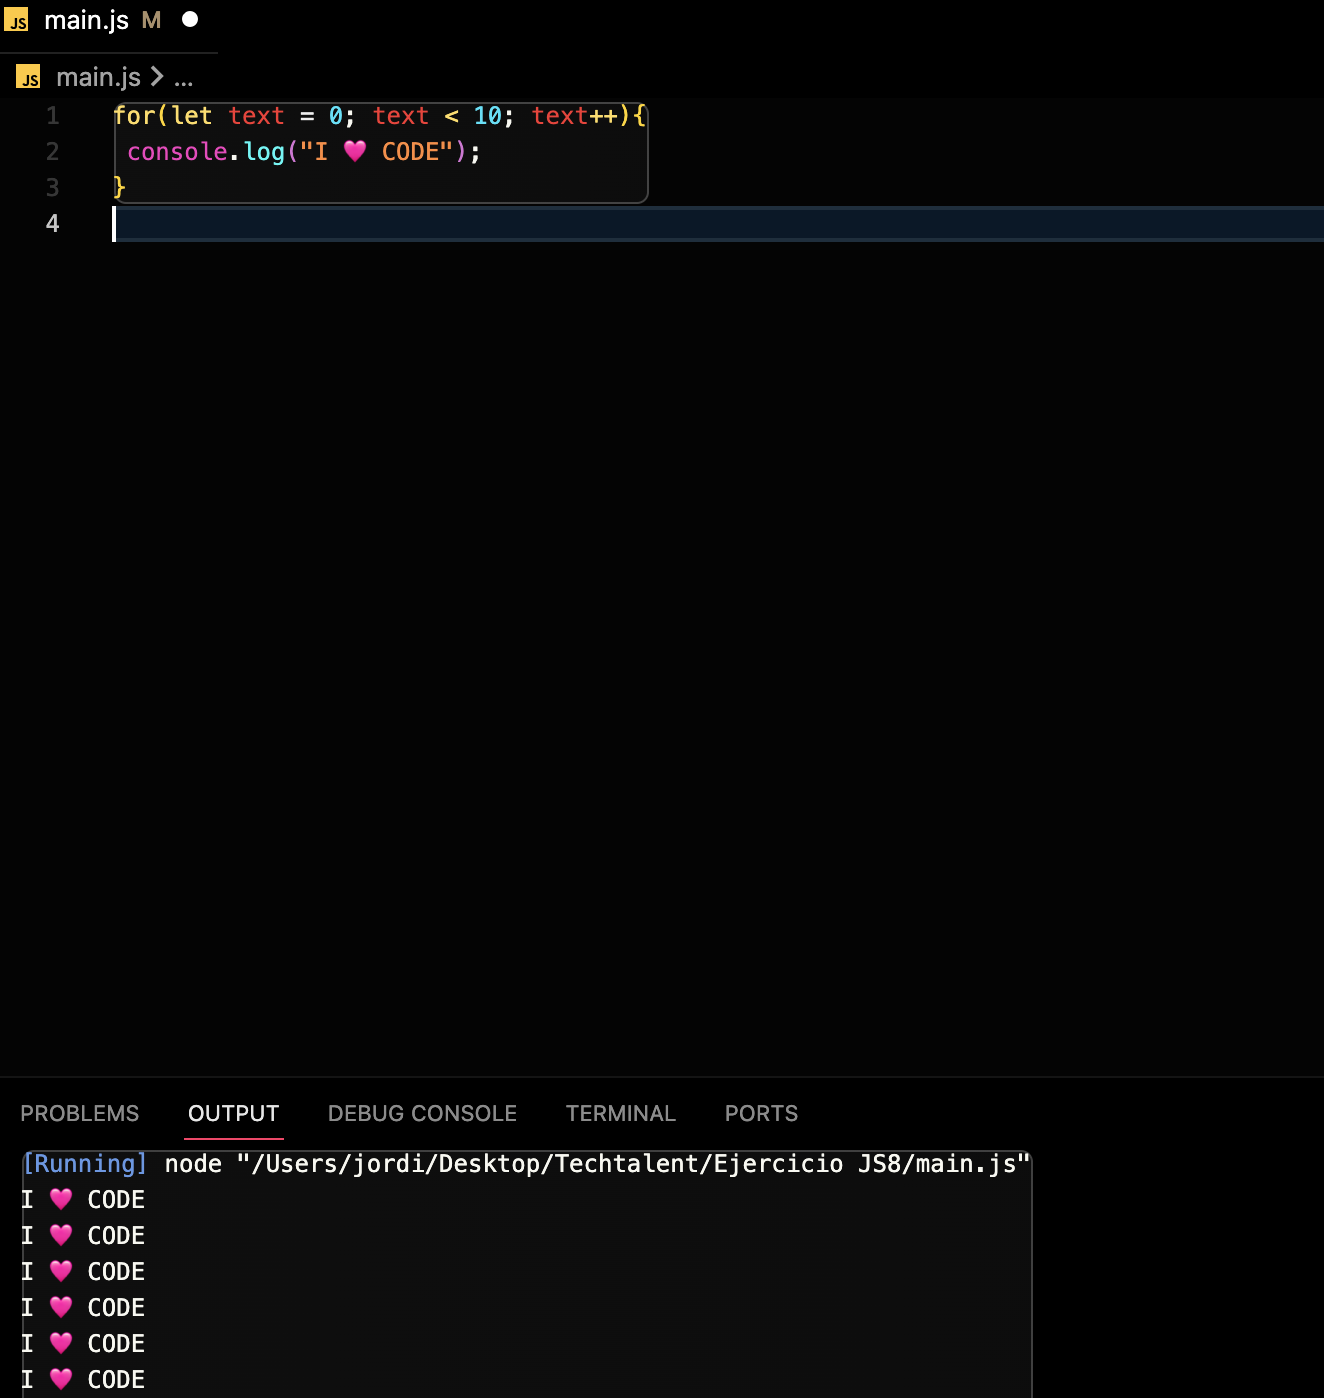 JS main.js M
JS main.js > ...
1 for(let text = 0; text < 10; text++){
2 console.log("I 💗 CODE");
3 }
4
PROBLEMS OUTPUT DEBUG CONSOLE TERMINAL PORTS
[Running] node "/Users/jordi/Desktop/Techtalent/Ejercicio JS8/main.js"
I 💗 CODE
I 💗 CODE
I 💗 CODE
I 💗 CODE
I 💗 CODE
I 💗 CODE